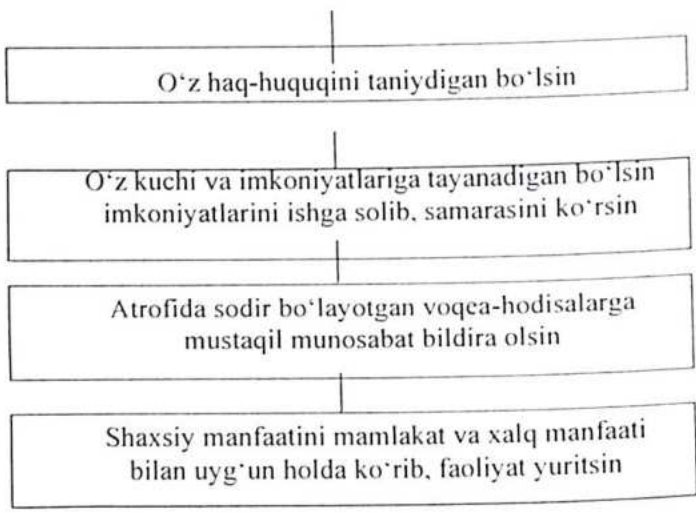 O‘z haq-huquqini taniydigan bo‘lsin
O‘z kuchi va imkoniyatlariga tayanadigan bo‘lsin
imkoniyatlarini ishga solib, samarasini ko‘rsin
Atrofida sodir bo‘layotgan voqea-hodisalarga
mustaqil munosabat bildira olsin
Shaxsiy manfaatini mamlakat va xalq manfaati
bilan uyg‘un holda ko‘rib, faoliyat yuritsin